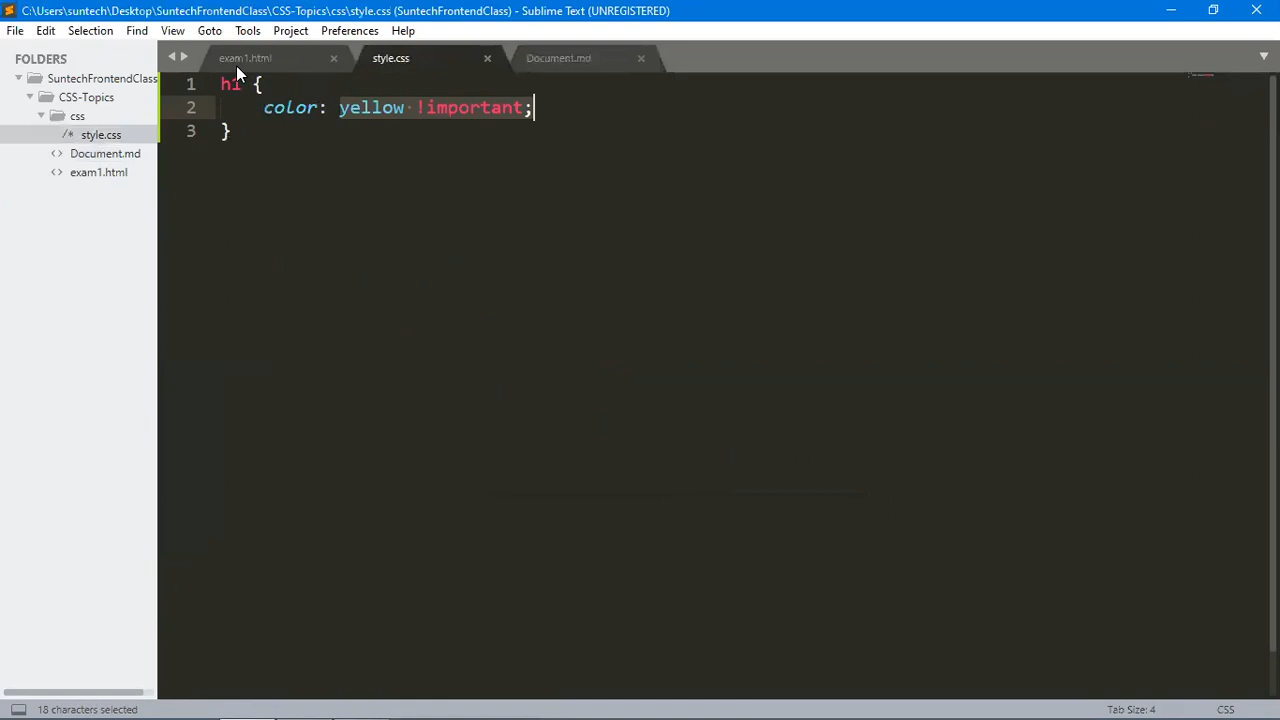 C:\Users\suntech\Desktop\SuntechFrontendClass\CSS-Topics\css\style.css (SuntechFrontendClass) - Sublime Text (UNREGISTERED)
File Edit Selection Find View Goto Tools Project Preferences Help
FOLDERS
SuntechFrontendClass
CSS-Topics
css
/* style.css
<> Document.md
<> exam1.html
exam1.html style.css Document.md
1 h1 {
2 color: yellow !important;
3 }
18 characters selected Tab Size: 4 CSS